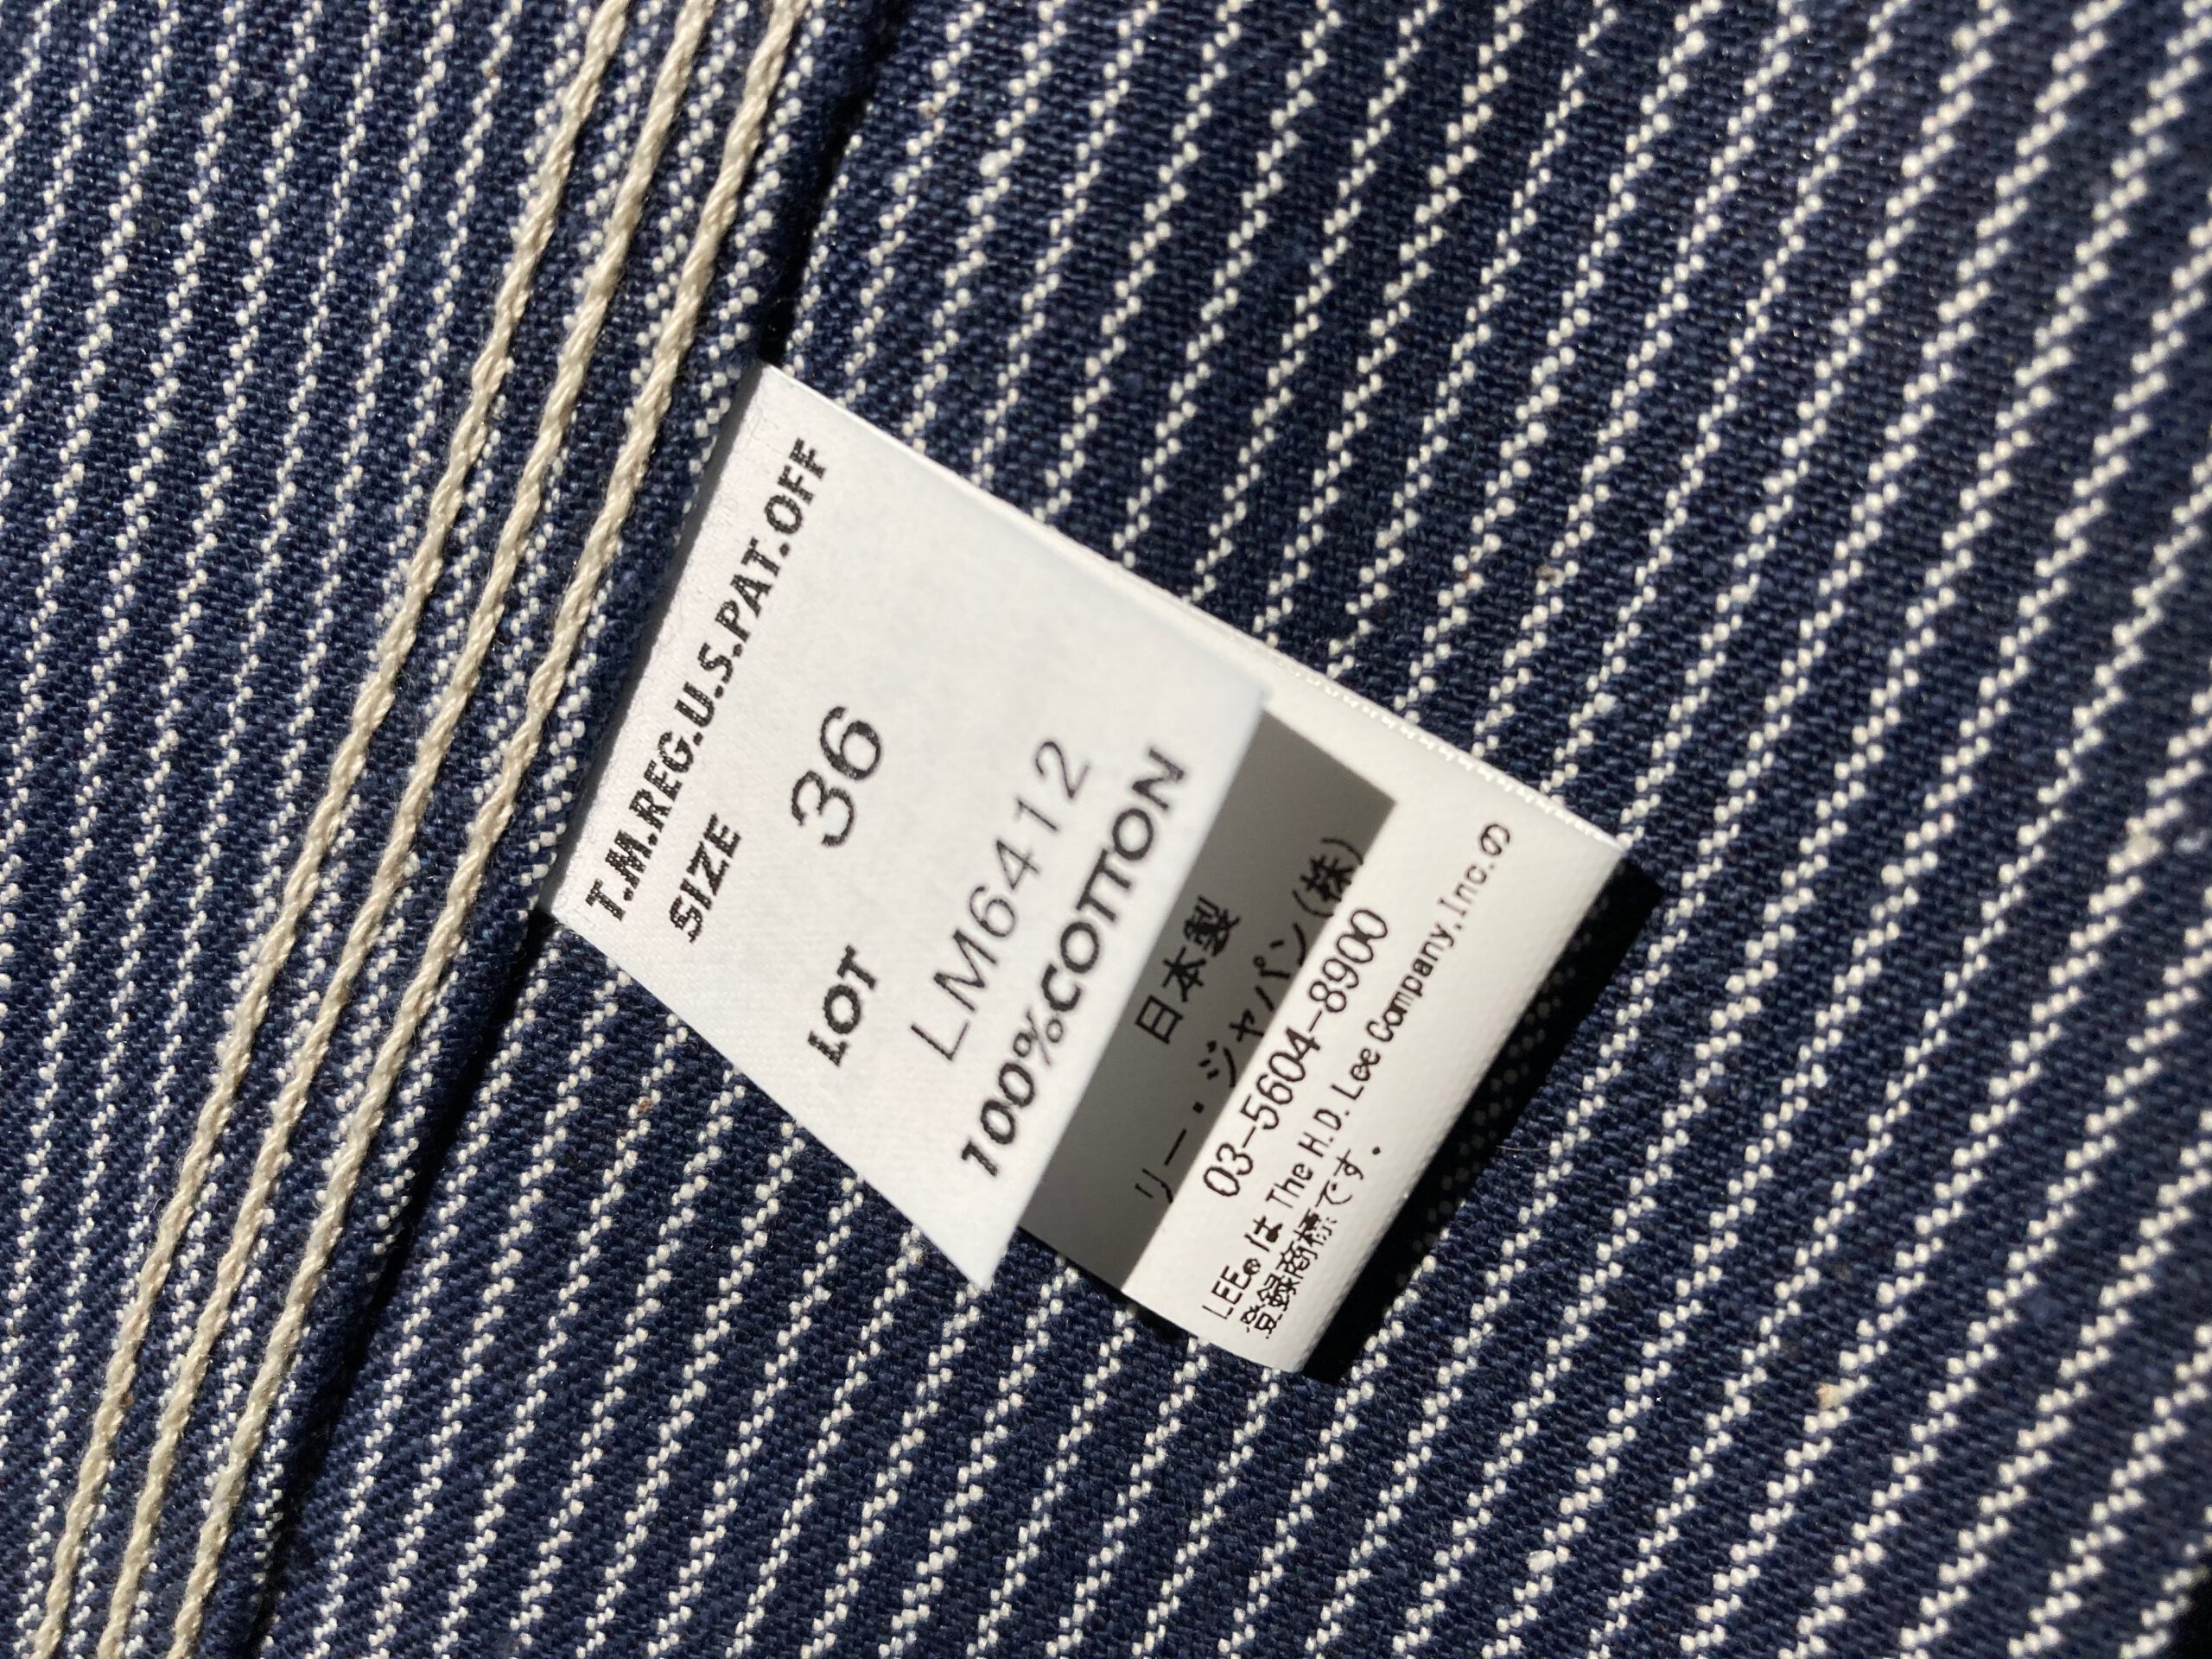 T.M.REG.U.S.PAT.OFF
SIZE
36
LOT
LM6412
100%COTTON
日本製
リー・ジャパン(株)
03-5604-8900
LEE®は The H.D. Lee Company,Inc.の
登録商標です。